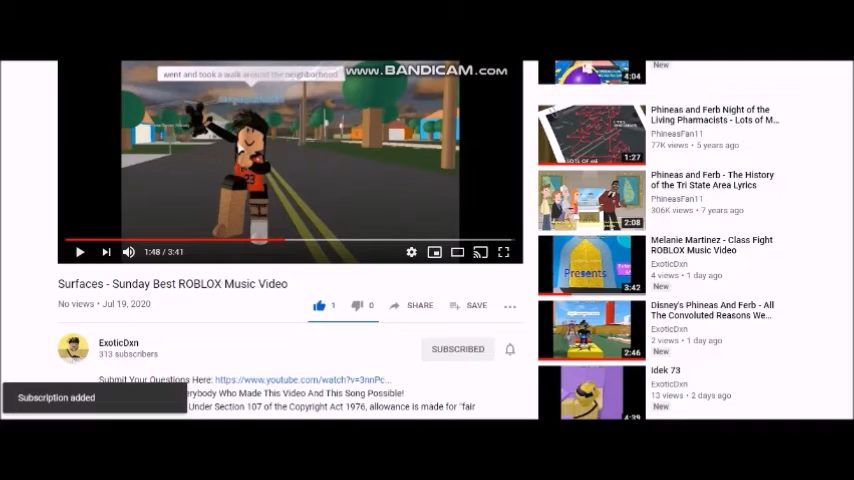 went and took a walk around the neighborhood
www.BANDICAM.com
1:48 / 3:41
Surfaces - Sunday Best ROBLOX Music Video
No views • Jul 19, 2020
1
0
SHARE
SAVE
ExoticDxn
313 subscribers
SUBSCRIBED
Submit Your Questions Here: https://www.youtube.com/watch?v=3nnPc...
erybody Who Made This Video And This Song Possible!
Under Section 107 of the Copyright Act 1976, allowance is made for "fair
Subscription added
4:04
New
1:27
Phineas and Ferb Night of the
Living Pharmacists - Lots of M...
PhineasFan11
77K views • 5 years ago
2:08
Phineas and Ferb - The History
of the Tri State Area Lyrics
PhineasFan11
306K views • 7 years ago
Presents
3:42
Melanie Martinez - Class Fight
ROBLOX Music Video
ExoticDxn
4 views • 1 day ago
New
2:46
Disney's Phineas And Ferb - All
The Convoluted Reasons We...
ExoticDxn
2 views • 1 day ago
New
4:39
Idek 73
ExoticDxn
13 views • 2 days ago
New